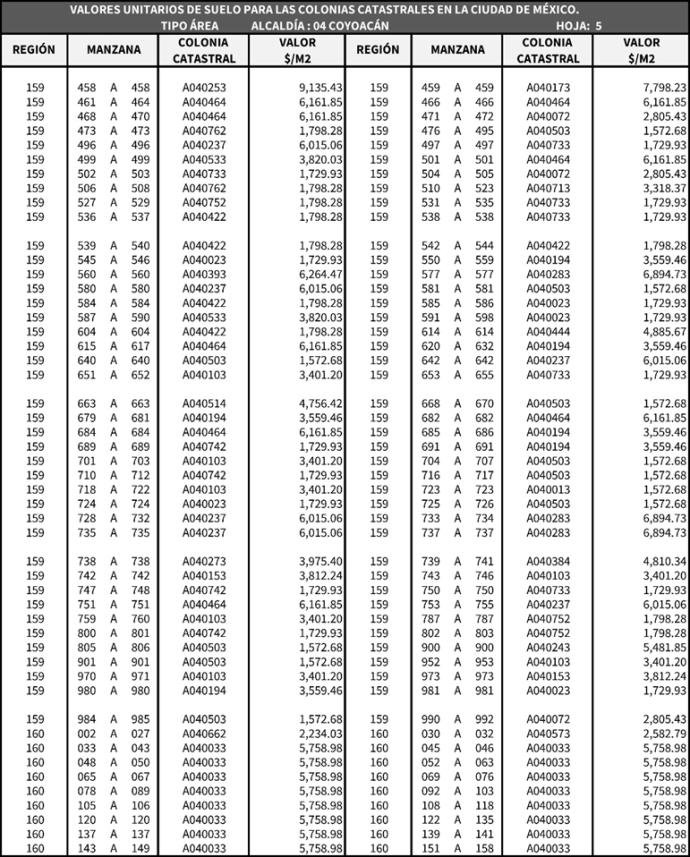 VALORES UNITARIOS DE SUELO PARA LAS COLONIAS CATASTRALES EN LA CIUDAD DE MÉXICO.
TIPO ÁREA ALCALDÍA : 04 COYOACÁN HOJA: 5
REGIÓN MANZANA COLONIA CATASTRAL VALOR $/M2 REGIÓN MANZANA COLONIA CATASTRAL VALOR $/M2
159 458 A 458 A040253 9,135.43 159 459 A 459 A040173 7,798.23
159 461 A 464 A040464 6,161.85 159 466 A 466 A040464 6,161.85
159 468 A 470 A040464 6,161.85 159 471 A 472 A040072 2,805.43
159 473 A 473 A040762 1,798.28 159 476 A 495 A040503 1,572.68
159 496 A 496 A040237 6,015.06 159 497 A 497 A040733 1,729.93
159 499 A 499 A040533 3,820.03 159 501 A 501 A040464 6,161.85
159 502 A 503 A040733 1,729.93 159 504 A 505 A040072 2,805.43
159 506 A 508 A040762 1,798.28 159 510 A 523 A040713 3,318.37
159 527 A 529 A040752 1,798.28 159 531 A 535 A040733 1,729.93
159 536 A 537 A040422 1,798.28 159 538 A 538 A040733 1,729.93
159 539 A 540 A040422 1,798.28 159 542 A 544 A040422 1,798.28
159 545 A 546 A040023 1,729.93 159 550 A 559 A040194 3,559.46
159 560 A 560 A040393 6,264.47 159 577 A 577 A040283 6,894.73
159 580 A 580 A040237 6,015.06 159 581 A 581 A040503 1,572.68
159 584 A 584 A040422 1,798.28 159 585 A 586 A040023 1,729.93
159 587 A 590 A040533 3,820.03 159 591 A 598 A040023 1,729.93
159 604 A 604 A040422 1,798.28 159 614 A 614 A040444 4,885.67
159 615 A 617 A040464 6,161.85 159 620 A 632 A040194 3,559.46
159 640 A 640 A040503 1,572.68 159 642 A 642 A040237 6,015.06
159 651 A 652 A040103 3,401.20 159 653 A 655 A040733 1,729.93
159 663 A 663 A040514 4,756.42 159 668 A 670 A040503 1,572.68
159 679 A 681 A040194 3,559.46 159 682 A 682 A040464 6,161.85
159 684 A 684 A040464 6,161.85 159 685 A 686 A040194 3,559.46
159 689 A 689 A040742 1,729.93 159 691 A 691 A040194 3,559.46
159 701 A 703 A040103 3,401.20 159 704 A 707 A040503 1,572.68
159 710 A 712 A040742 1,729.93 159 716 A 717 A040503 1,572.68
159 718 A 722 A040103 3,401.20 159 723 A 723 A040013 1,572.68
159 724 A 724 A040023 1,729.93 159 725 A 726 A040503 1,572.68
159 728 A 732 A040237 6,015.06 159 733 A 734 A040283 6,894.73
159 735 A 735 A040237 6,015.06 159 737 A 737 A040283 6,894.73
159 738 A 738 A040273 3,975.40 159 739 A 741 A040384 4,810.34
159 742 A 742 A040153 3,812.24 159 743 A 746 A040103 3,401.20
159 747 A 748 A040742 1,729.93 159 750 A 750 A040733 1,729.93
159 751 A 751 A040464 6,161.85 159 753 A 755 A040237 6,015.06
159 759 A 760 A040103 3,401.20 159 787 A 787 A040752 1,798.28
159 800 A 801 A040742 1,729.93 159 802 A 803 A040752 1,798.28
159 805 A 806 A040503 1,572.68 159 900 A 900 A040243 5,481.85
159 901 A 901 A040503 1,572.68 159 952 A 953 A040103 3,401.20
159 970 A 971 A040103 3,401.20 159 973 A 973 A040153 3,812.24
159 980 A 980 A040194 3,559.46 159 981 A 981 A040023 1,729.93
159 984 A 985 A040503 1,572.68 159 990 A 992 A040072 2,805.43
160 002 A 027 A040662 2,234.03 160 030 A 032 A040573 2,582.79
160 033 A 043 A040033 5,758.98 160 045 A 046 A040033 5,758.98
160 048 A 050 A040033 5,758.98 160 052 A 063 A040033 5,758.98
160 065 A 067 A040033 5,758.98 160 069 A 076 A040033 5,758.98
160 078 A 089 A040033 5,758.98 160 092 A 103 A040033 5,758.98
160 105 A 106 A040033 5,758.98 160 108 A 118 A040033 5,758.98
160 120 A 120 A040033 5,758.98 160 122 A 135 A040033 5,758.98
160 137 A 137 A040033 5,758.98 160 139 A 141 A040033 5,758.98
160 143 A 149 A040033 5,758.98 160 151 A 158 A040033 5,758.98